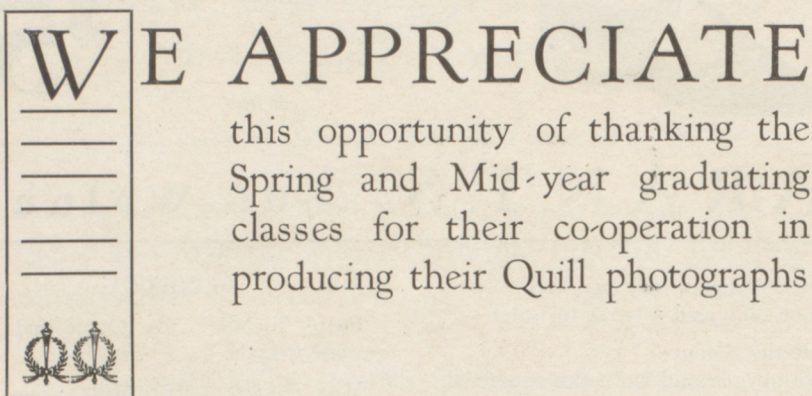 WE APPRECIATE
this opportunity of thanking the
Spring and Mid-year graduating
classes for their co-operation in
producing their Quill photographs